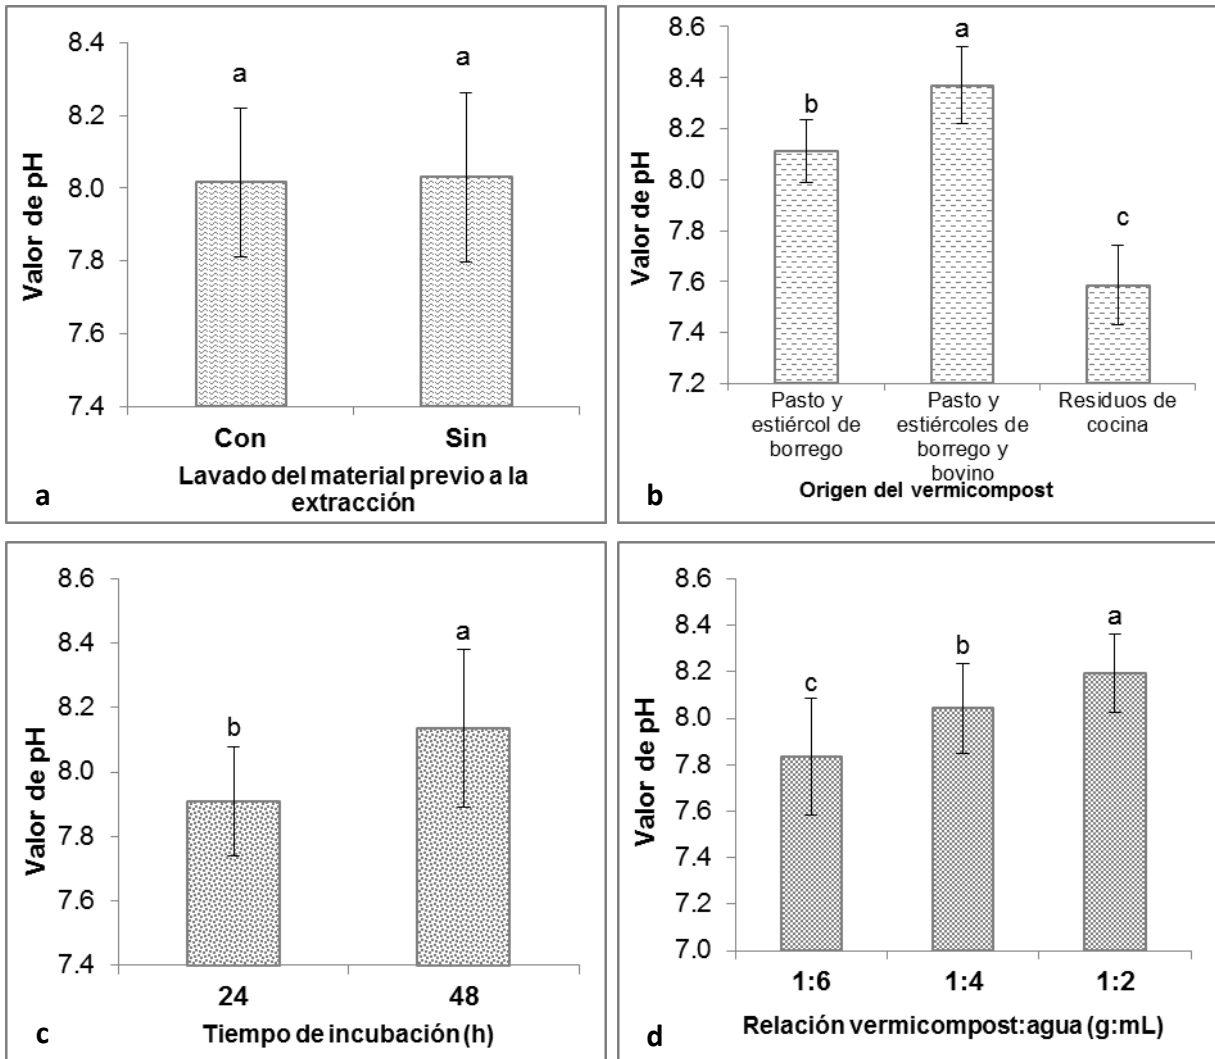 8.4
8.2
8.0
7.8
7.6
7.4
Valor de pH
a
a
Con
Sin
Lavado del material previo a la
extracción
a
8.6
8.4
8.2
8.0
7.8
7.6
7.4
7.2
Valor de pH
b
a
c
Pasto y
estiércol de
borrego
Pasto y
estiércoles de
borrego y
bovino
Residuos de
cocina
Origen del vermicompost
b
8.6
8.4
8.2
8.0
7.8
7.6
7.4
Valor de pH
b
a
24
48
Tiempo de incubación (h)
c
8.6
8.4
8.2
8.0
7.8
7.6
7.4
7.2
7.0
Valor de pH
c
b
a
1:6
1:4
1:2
Relación vermicompost:agua (g:mL)
d